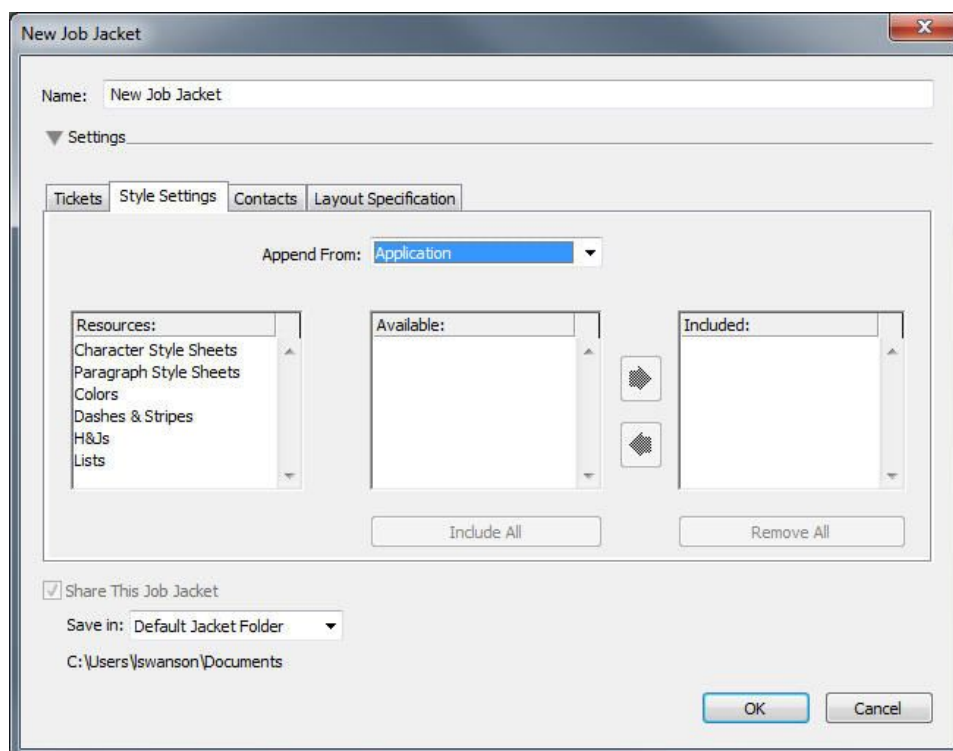 New Job Jacket
Name: New Job Jacket
Settings
Tickets Style Settings Contacts Layout Specification
Append From: Application
Resources: Available: Included:
Character Style Sheets
Paragraph Style Sheets
Colors
Dashes & Stripes
H&Js
Lists
Include All Remove All
Share This Job Jacket
Save in: Default Jacket Folder
C:\Users\lswanson\Documents
OK Cancel